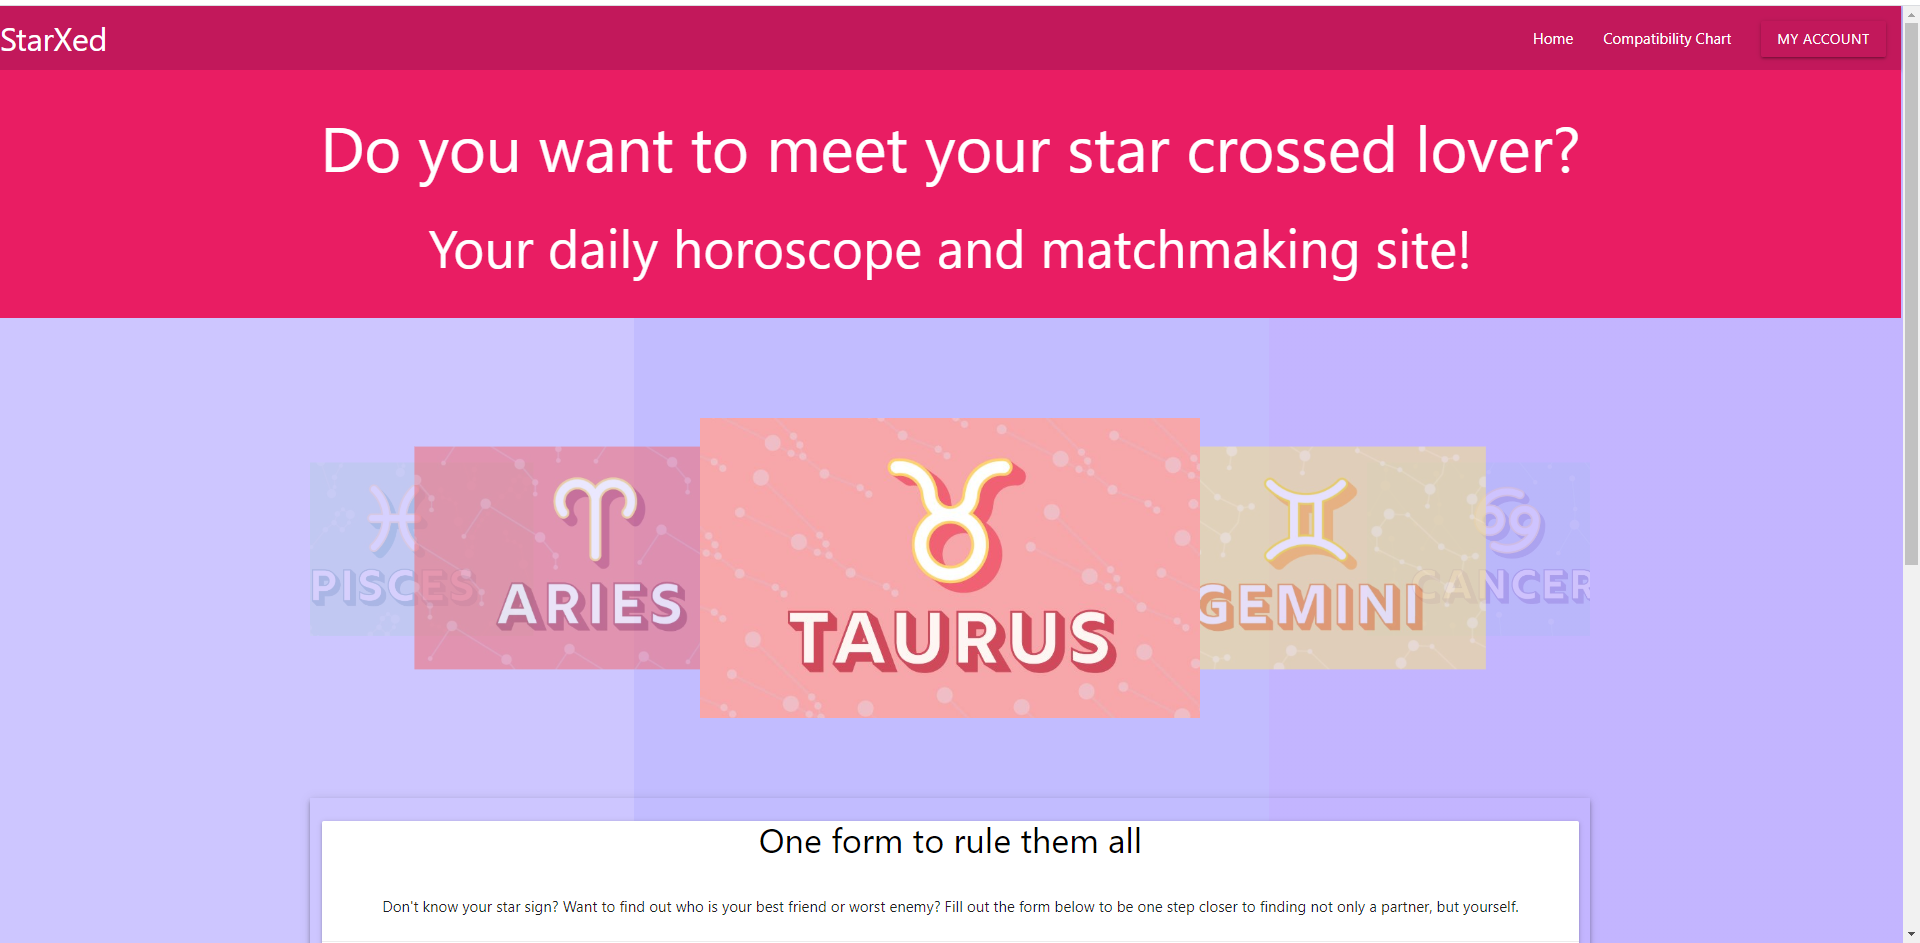 StarXed
Home
Compatibility Chart
MY ACCOUNT
Do you want to meet your star crossed lover?
Your daily horoscope and matchmaking site!
PISCES
ARIES
TAURUS
GEMINI
CANCER
One form to rule them all
Don't know your star sign? Want to find out who is your best friend or worst enemy? Fill out the form below to be one step closer to finding not only a partner, but yourself.